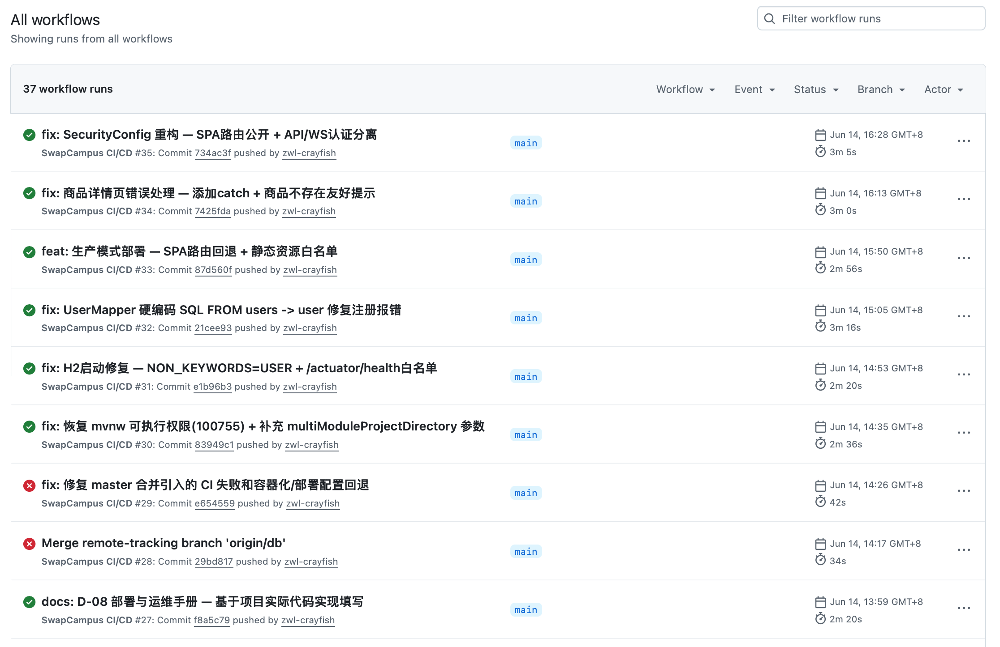 All workflows
Filter workflow runs
Showing runs from all workflows
37 workflow runs
Workflow
Event
Status
Branch
Actor
fix: SecurityConfig 重构 — SPA路由公开 + API/WS认证分离
SwapCampus CI/CD #35: Commit 734ac3f pushed by zwl-crayfish
main
Jun 14, 16:28 GMT+8
3m 5s
fix: 商品详情页错误处理 — 添加catch + 商品不存在友好提示
SwapCampus CI/CD #34: Commit 7425fda pushed by zwl-crayfish
main
Jun 14, 16:13 GMT+8
3m 0s
feat: 生产模式部署 — SPA路由回退 + 静态资源白名单
SwapCampus CI/CD #33: Commit 87d560f pushed by zwl-crayfish
main
Jun 14, 15:50 GMT+8
2m 56s
fix: UserMapper 硬编码 SQL FROM users -> user 修复注册报错
SwapCampus CI/CD #32: Commit 21cee93 pushed by zwl-crayfish
main
Jun 14, 15:05 GMT+8
3m 16s
fix: H2启动修复 — NON_KEYWORDS=USER + /actuator/health白名单
SwapCampus CI/CD #31: Commit e1b96b3 pushed by zwl-crayfish
main
Jun 14, 14:53 GMT+8
2m 20s
fix: 恢复 mvnw 可执行权限(100755) + 补充 multiModuleProjectDirectory 参数
SwapCampus CI/CD #30: Commit 83949c1 pushed by zwl-crayfish
main
Jun 14, 14:35 GMT+8
2m 36s
fix: 修复 master 合并引入的 CI 失败和容器化/部署配置回退
SwapCampus CI/CD #29: Commit e654559 pushed by zwl-crayfish
main
Jun 14, 14:26 GMT+8
42s
Merge remote-tracking branch 'origin/db'
SwapCampus CI/CD #28: Commit 29bd817 pushed by zwl-crayfish
main
Jun 14, 14:17 GMT+8
34s
docs: D-08 部署与运维手册 — 基于项目实际代码实现填写
SwapCampus CI/CD #27: Commit f8a5c79 pushed by zwl-crayfish
main
Jun 14, 13:59 GMT+8
2m 20s